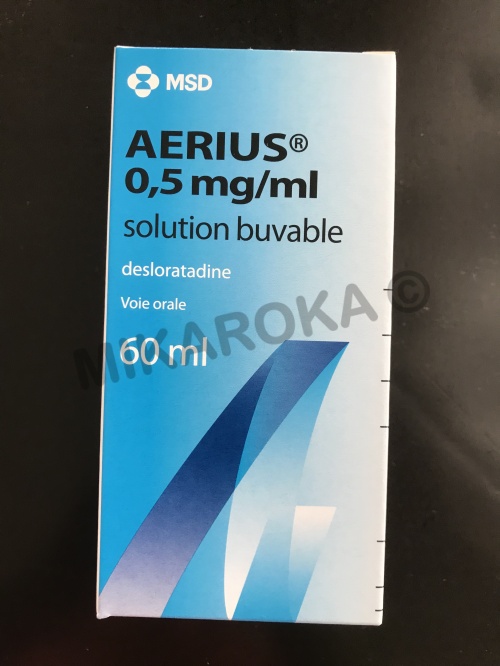 MSD
AERIUS®
0,5 mg/ml
solution buvable
desloratadine
Voie orale
60 ml
MIKAROKA ©